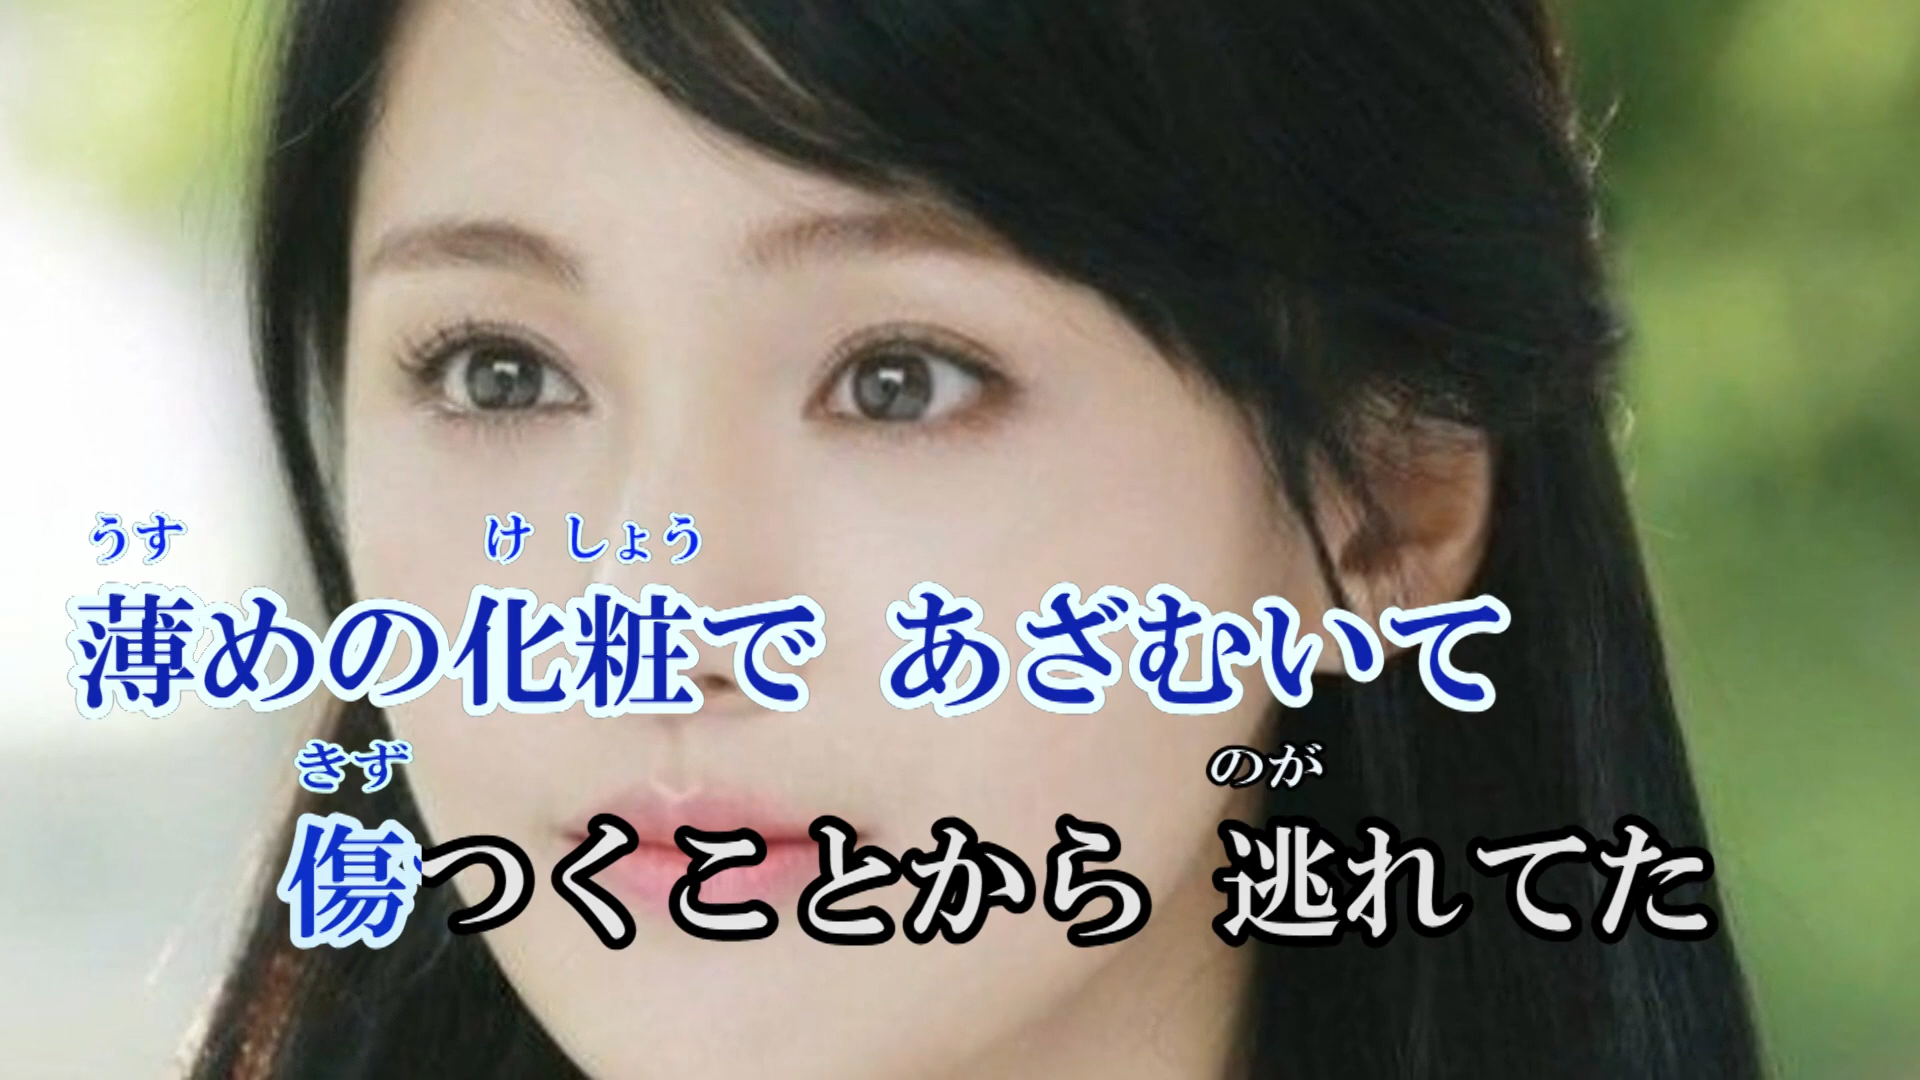 うす け しょう
薄めの化粧で あざむいて
きず のが
傷つくことから 逃れてた